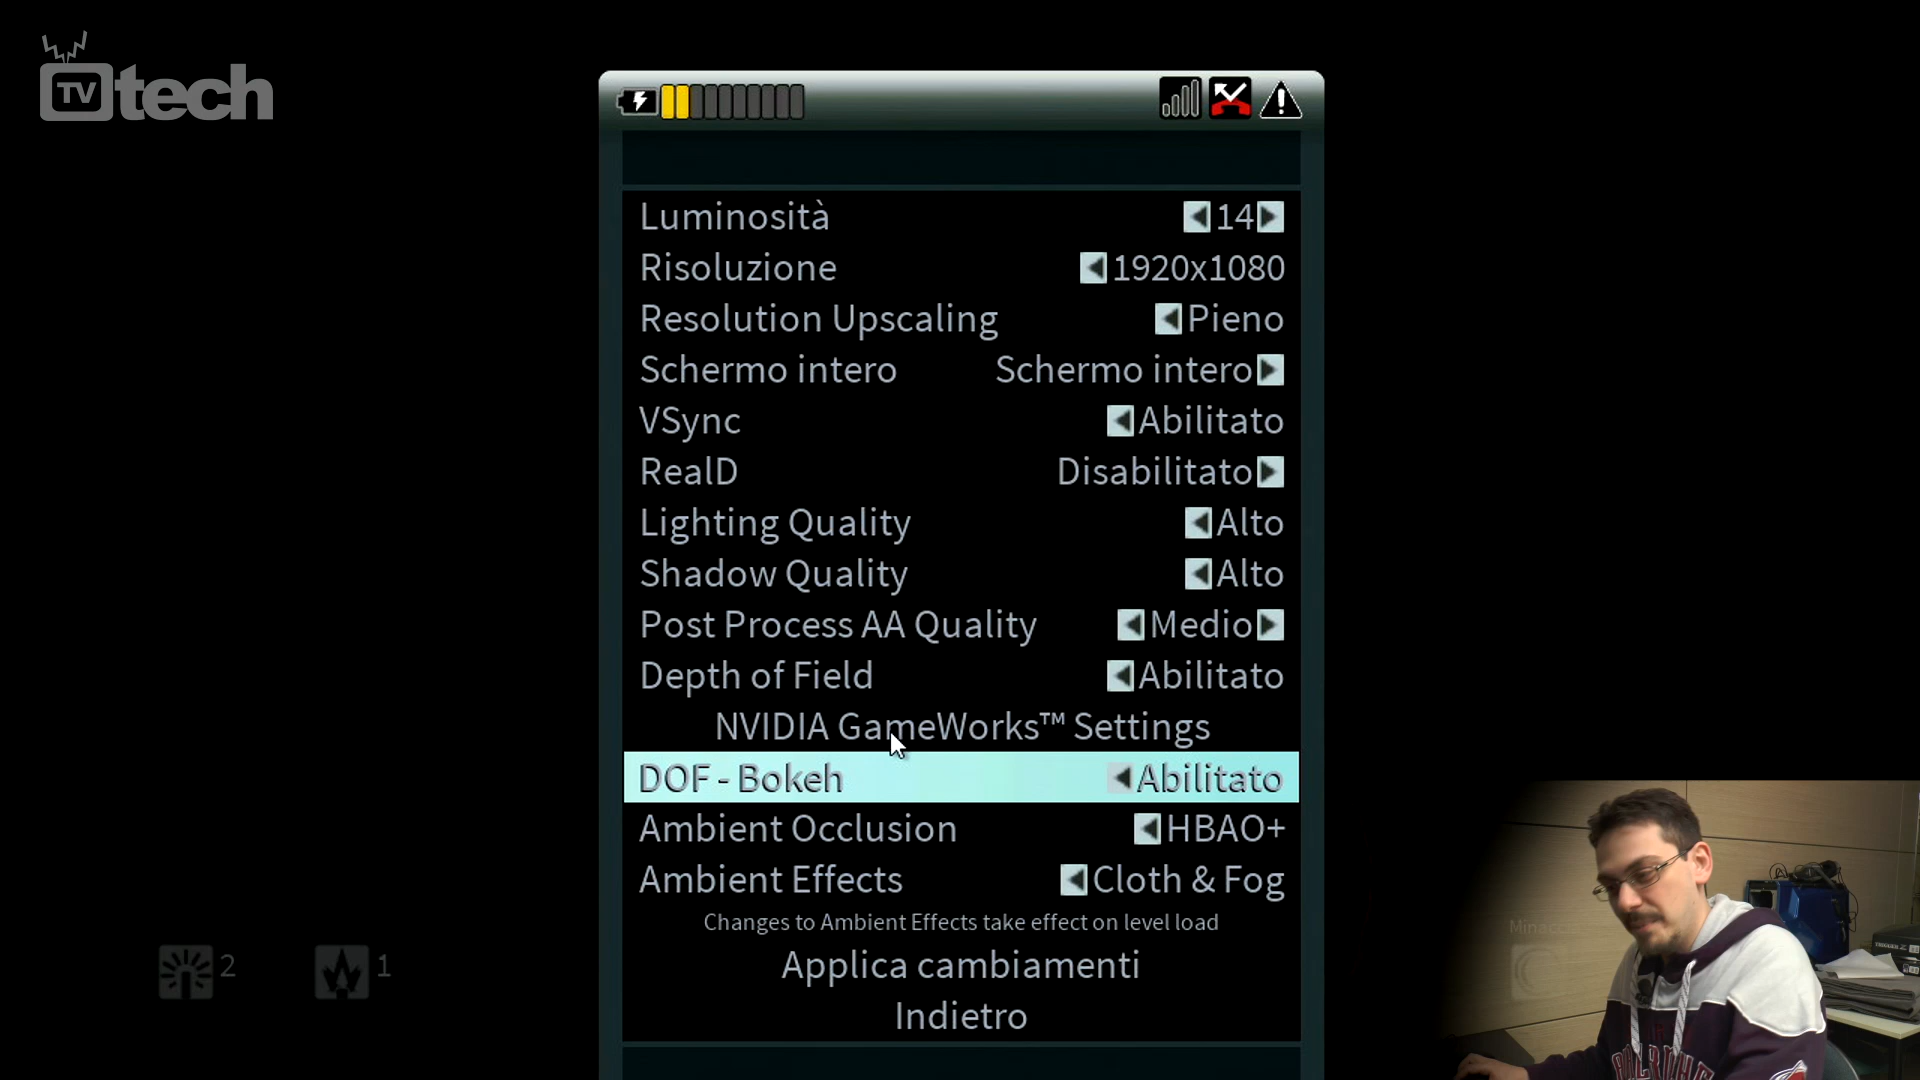 TV tech
Luminosità 14
Risoluzione 1920x1080
Resolution Upscaling Pieno
Schermo intero Schermo intero
VSync Abilitato
RealD Disabilitato
Lighting Quality Alto
Shadow Quality Alto
Post Process AA Quality Medio
Depth of Field Abilitato
NVIDIA GameWorks™ Settings
DOF - Bokeh Abilitato
Ambient Occlusion HBAO+
Ambient Effects Cloth & Fog
Changes to Ambient Effects take effect on level load
Applica cambiamenti
Indietro
2 1